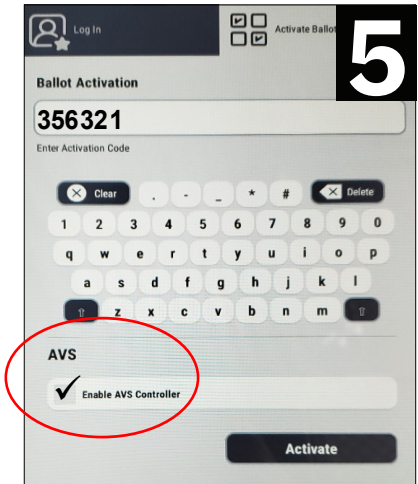 Log In
Activate Ballot
5
Ballot Activation
356321
Enter Activation Code
Clear . - _ * # Delete
1 2 3 4 5 6 7 8 9 0
q w e r t y u i o p
a s d f g h j k l
⇧ z x c v b n m ⇧
AVS
Enable AVS Controller
Activate